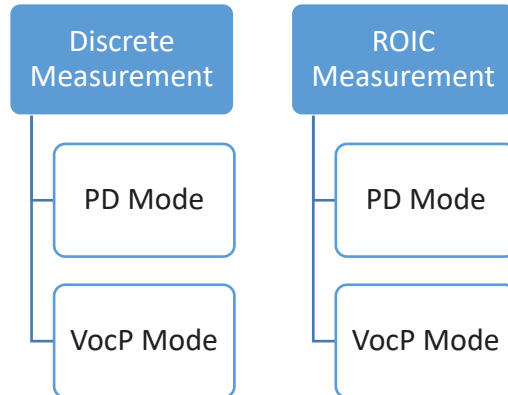 Discrete
Measurement
PD Mode
VocP Mode
ROIC
Measurement
PD Mode
VocP Mode